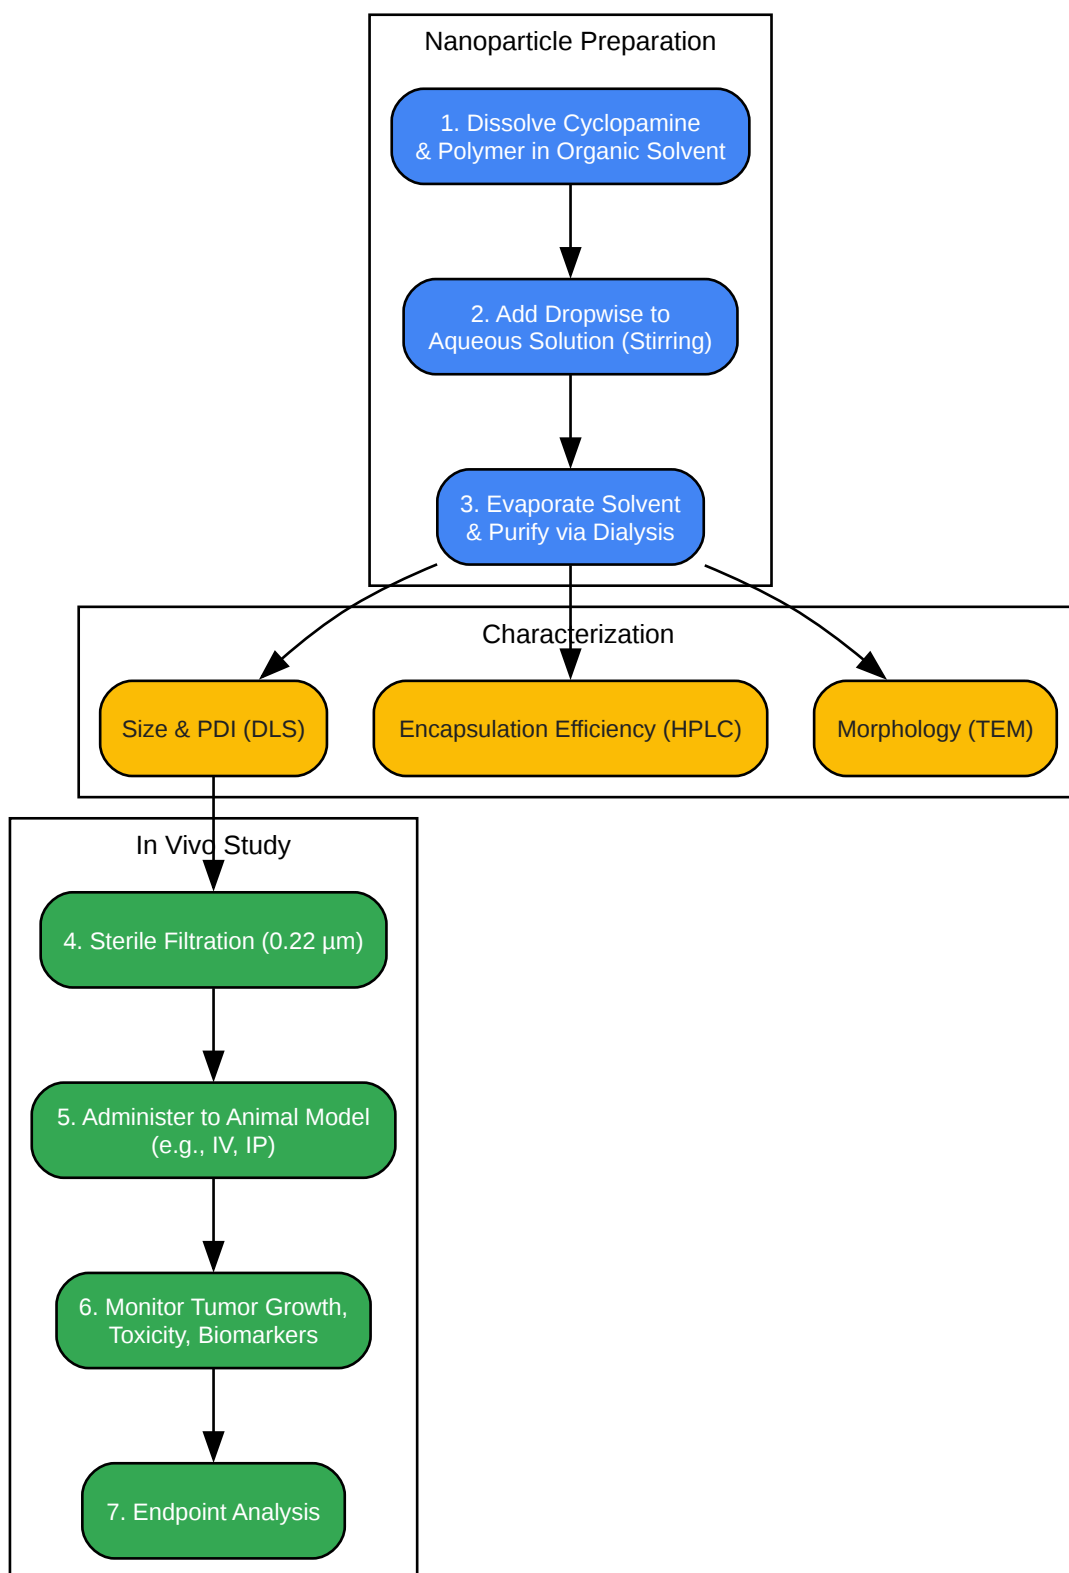 Nanoparticle Preparation
1. Dissolve Cyclopamine
& Polymer in Organic Solvent
2. Add Dropwise to
Aqueous Solution (Stirring)
3. Evaporate Solvent
& Purify via Dialysis
Characterization
Size & PDI (DLS)
Encapsulation Efficiency (HPLC)
Morphology (TEM)
In Vivo Study
4. Sterile Filtration (0.22 µm)
5. Administer to Animal Model
(e.g., IV, IP)
6. Monitor Tumor Growth,
Toxicity, Biomarkers
7. Endpoint Analysis